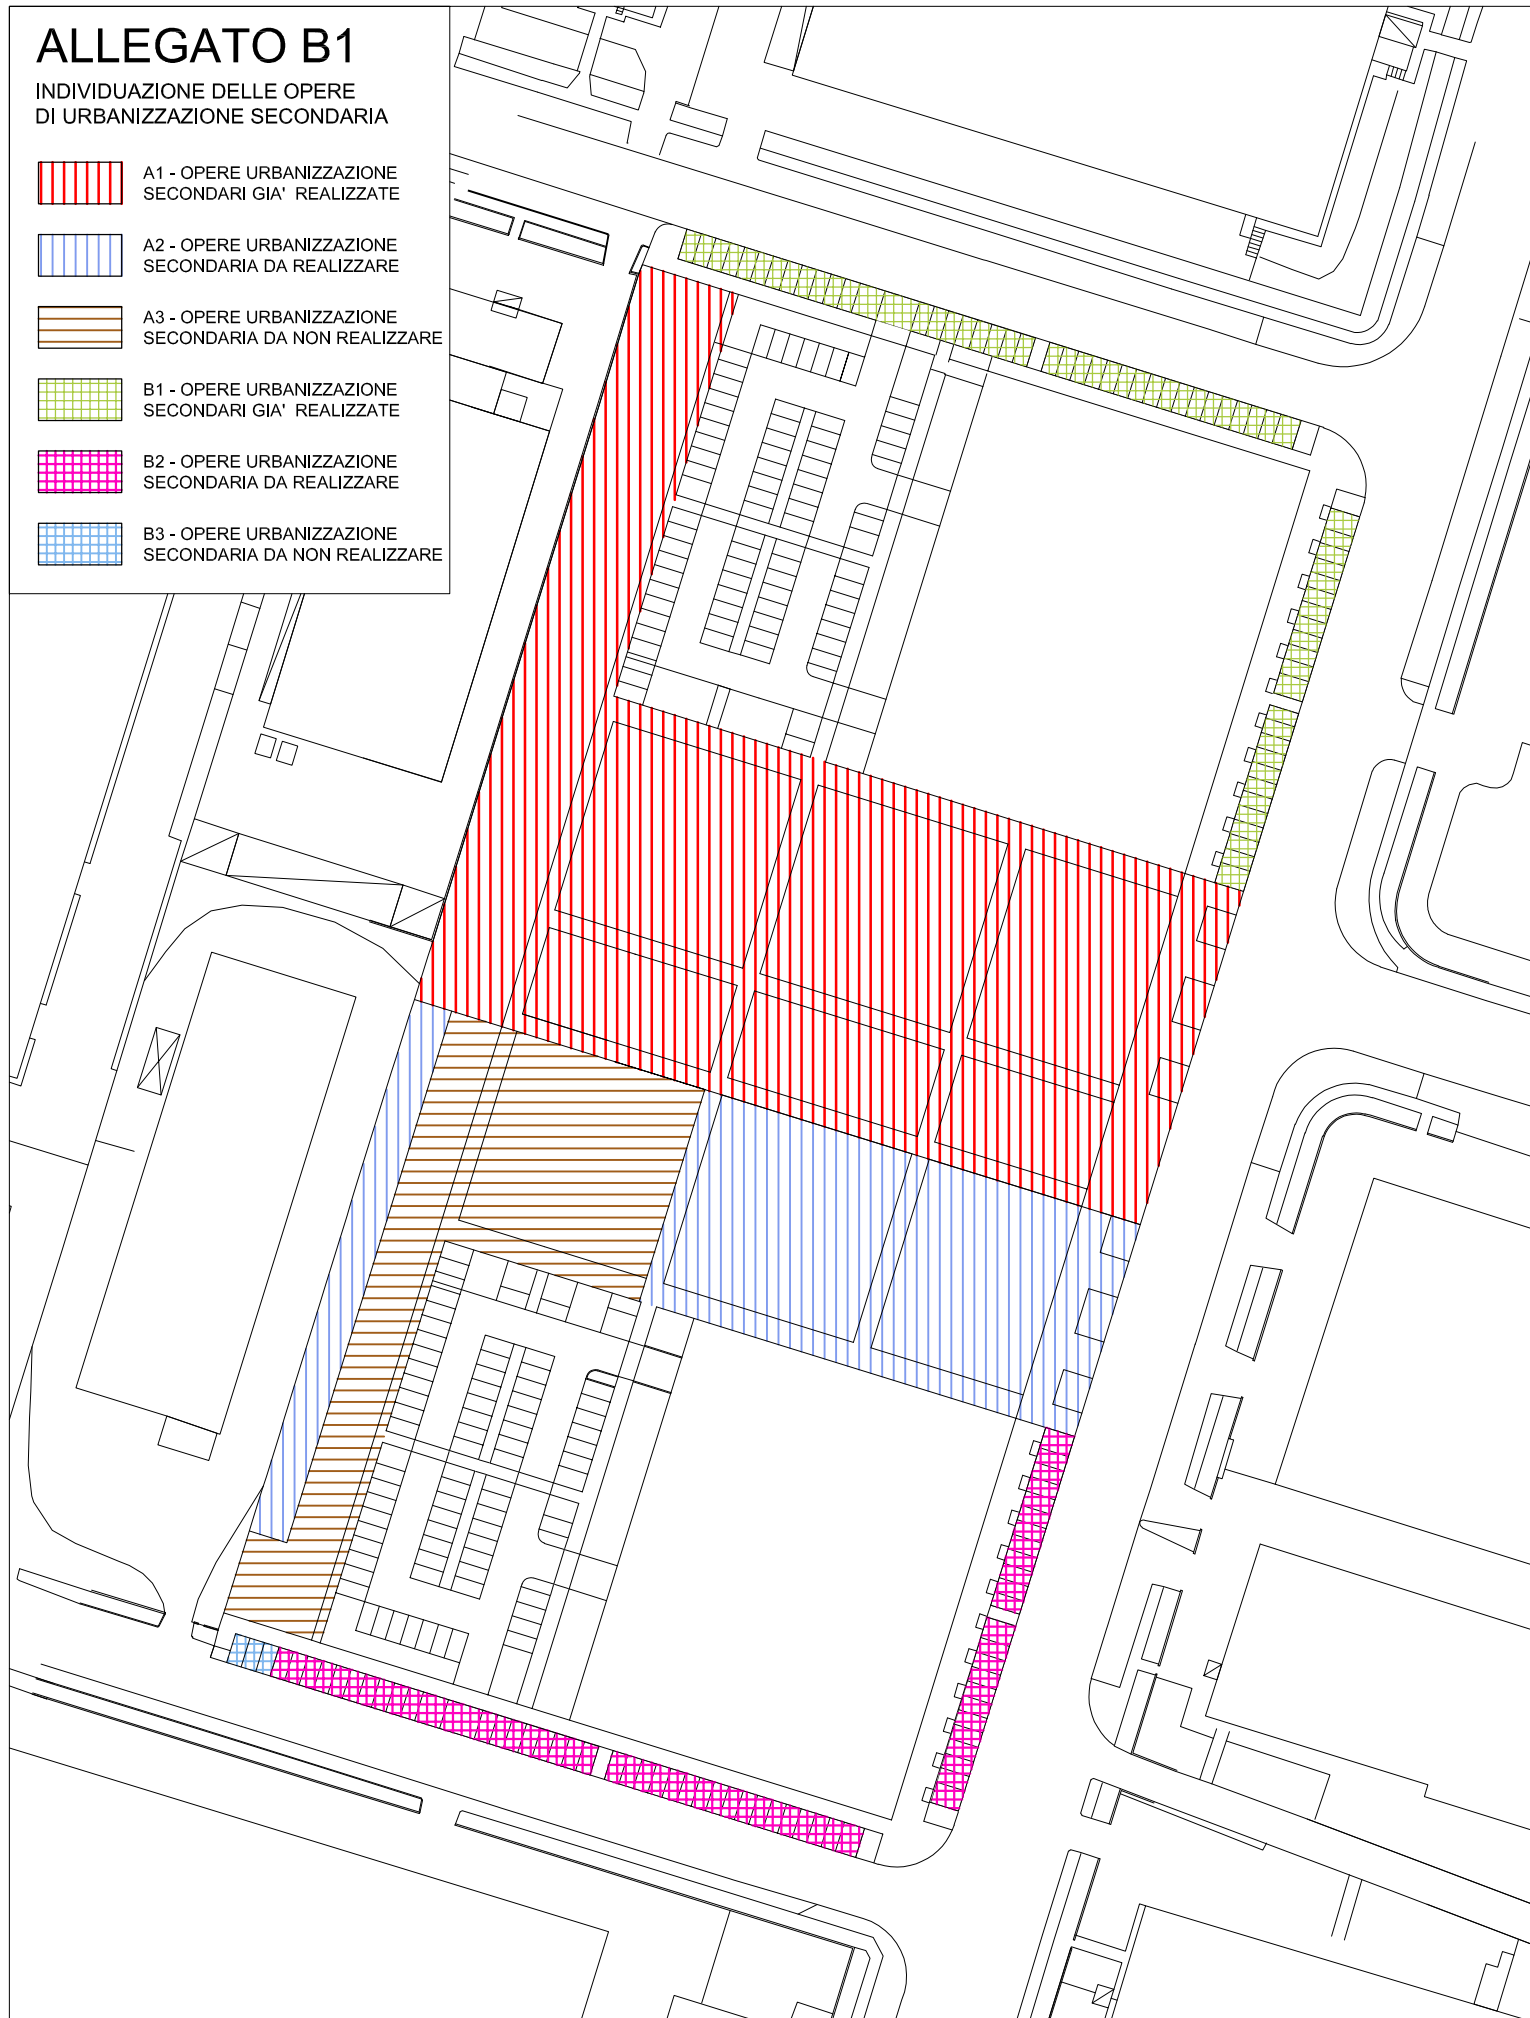 ALLEGATO B1
INDIVIDUAZIONE DELLE OPERE
DI URBANIZZAZIONE SECONDARIA
A1 - OPERE URBANIZZAZIONE
SECONDARI GIA' REALIZZATE
A2 - OPERE URBANIZZAZIONE
SECONDARIA DA REALIZZARE
A3 - OPERE URBANIZZAZIONE
SECONDARIA DA NON REALIZZARE
B1 - OPERE URBANIZZAZIONE
SECONDARI GIA' REALIZZATE
B2 - OPERE URBANIZZAZIONE
SECONDARIA DA REALIZZARE
B3 - OPERE URBANIZZAZIONE
SECONDARIA DA NON REALIZZARE